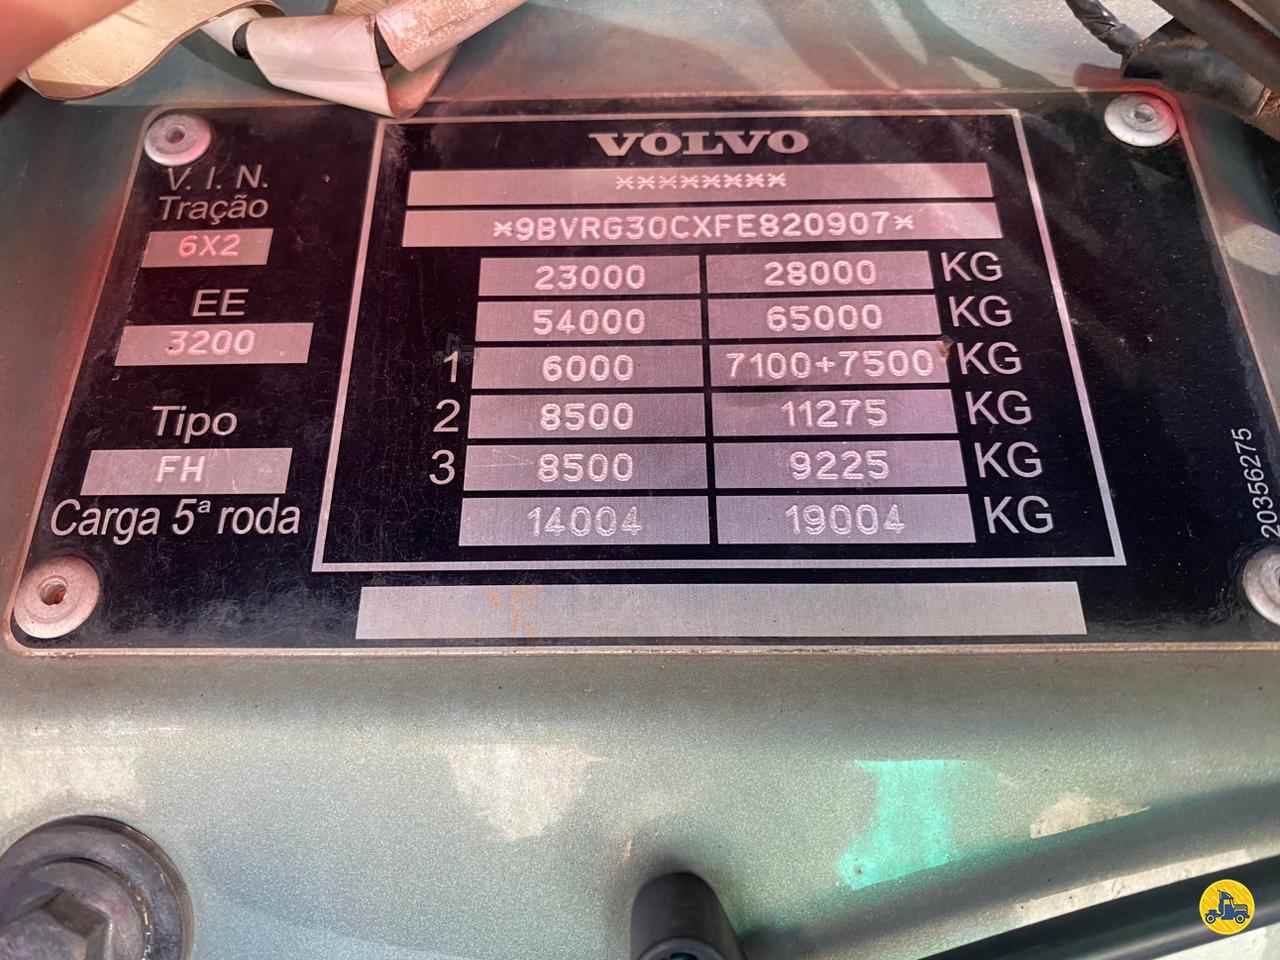 VOLVO
********
V. I. N.
*9BVRG30CXFE820907*
Tração
6X2
23000 28000 KG
EE
54000 65000 KG
3200
1 6000 7100+7500 KG
Tipo
2 8500 11275 KG
FH
3 8500 9225 KG
Carga 5ª roda
14004 19004 KG
20356275